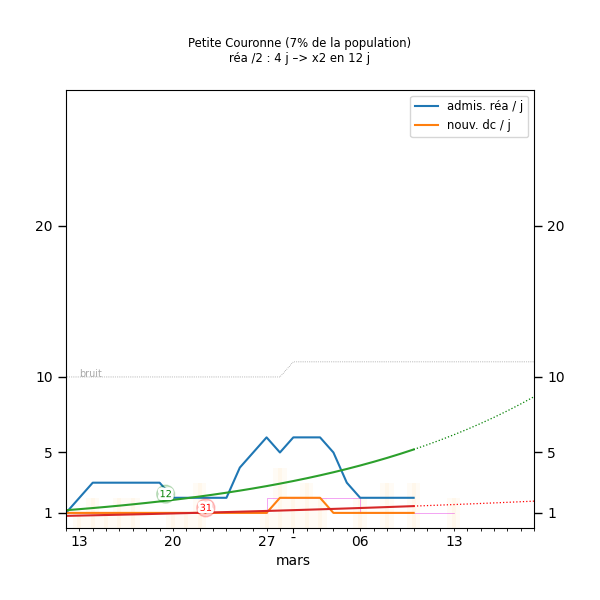 Petite Couronne (7% de la population)
réa /2 : 4 j –> x2 en 12 j
admis. réa / j
nouv. dc / j
20
20
bruit
10
10
5
5
12
31
1
1
13
20
27
-
06
13
mars